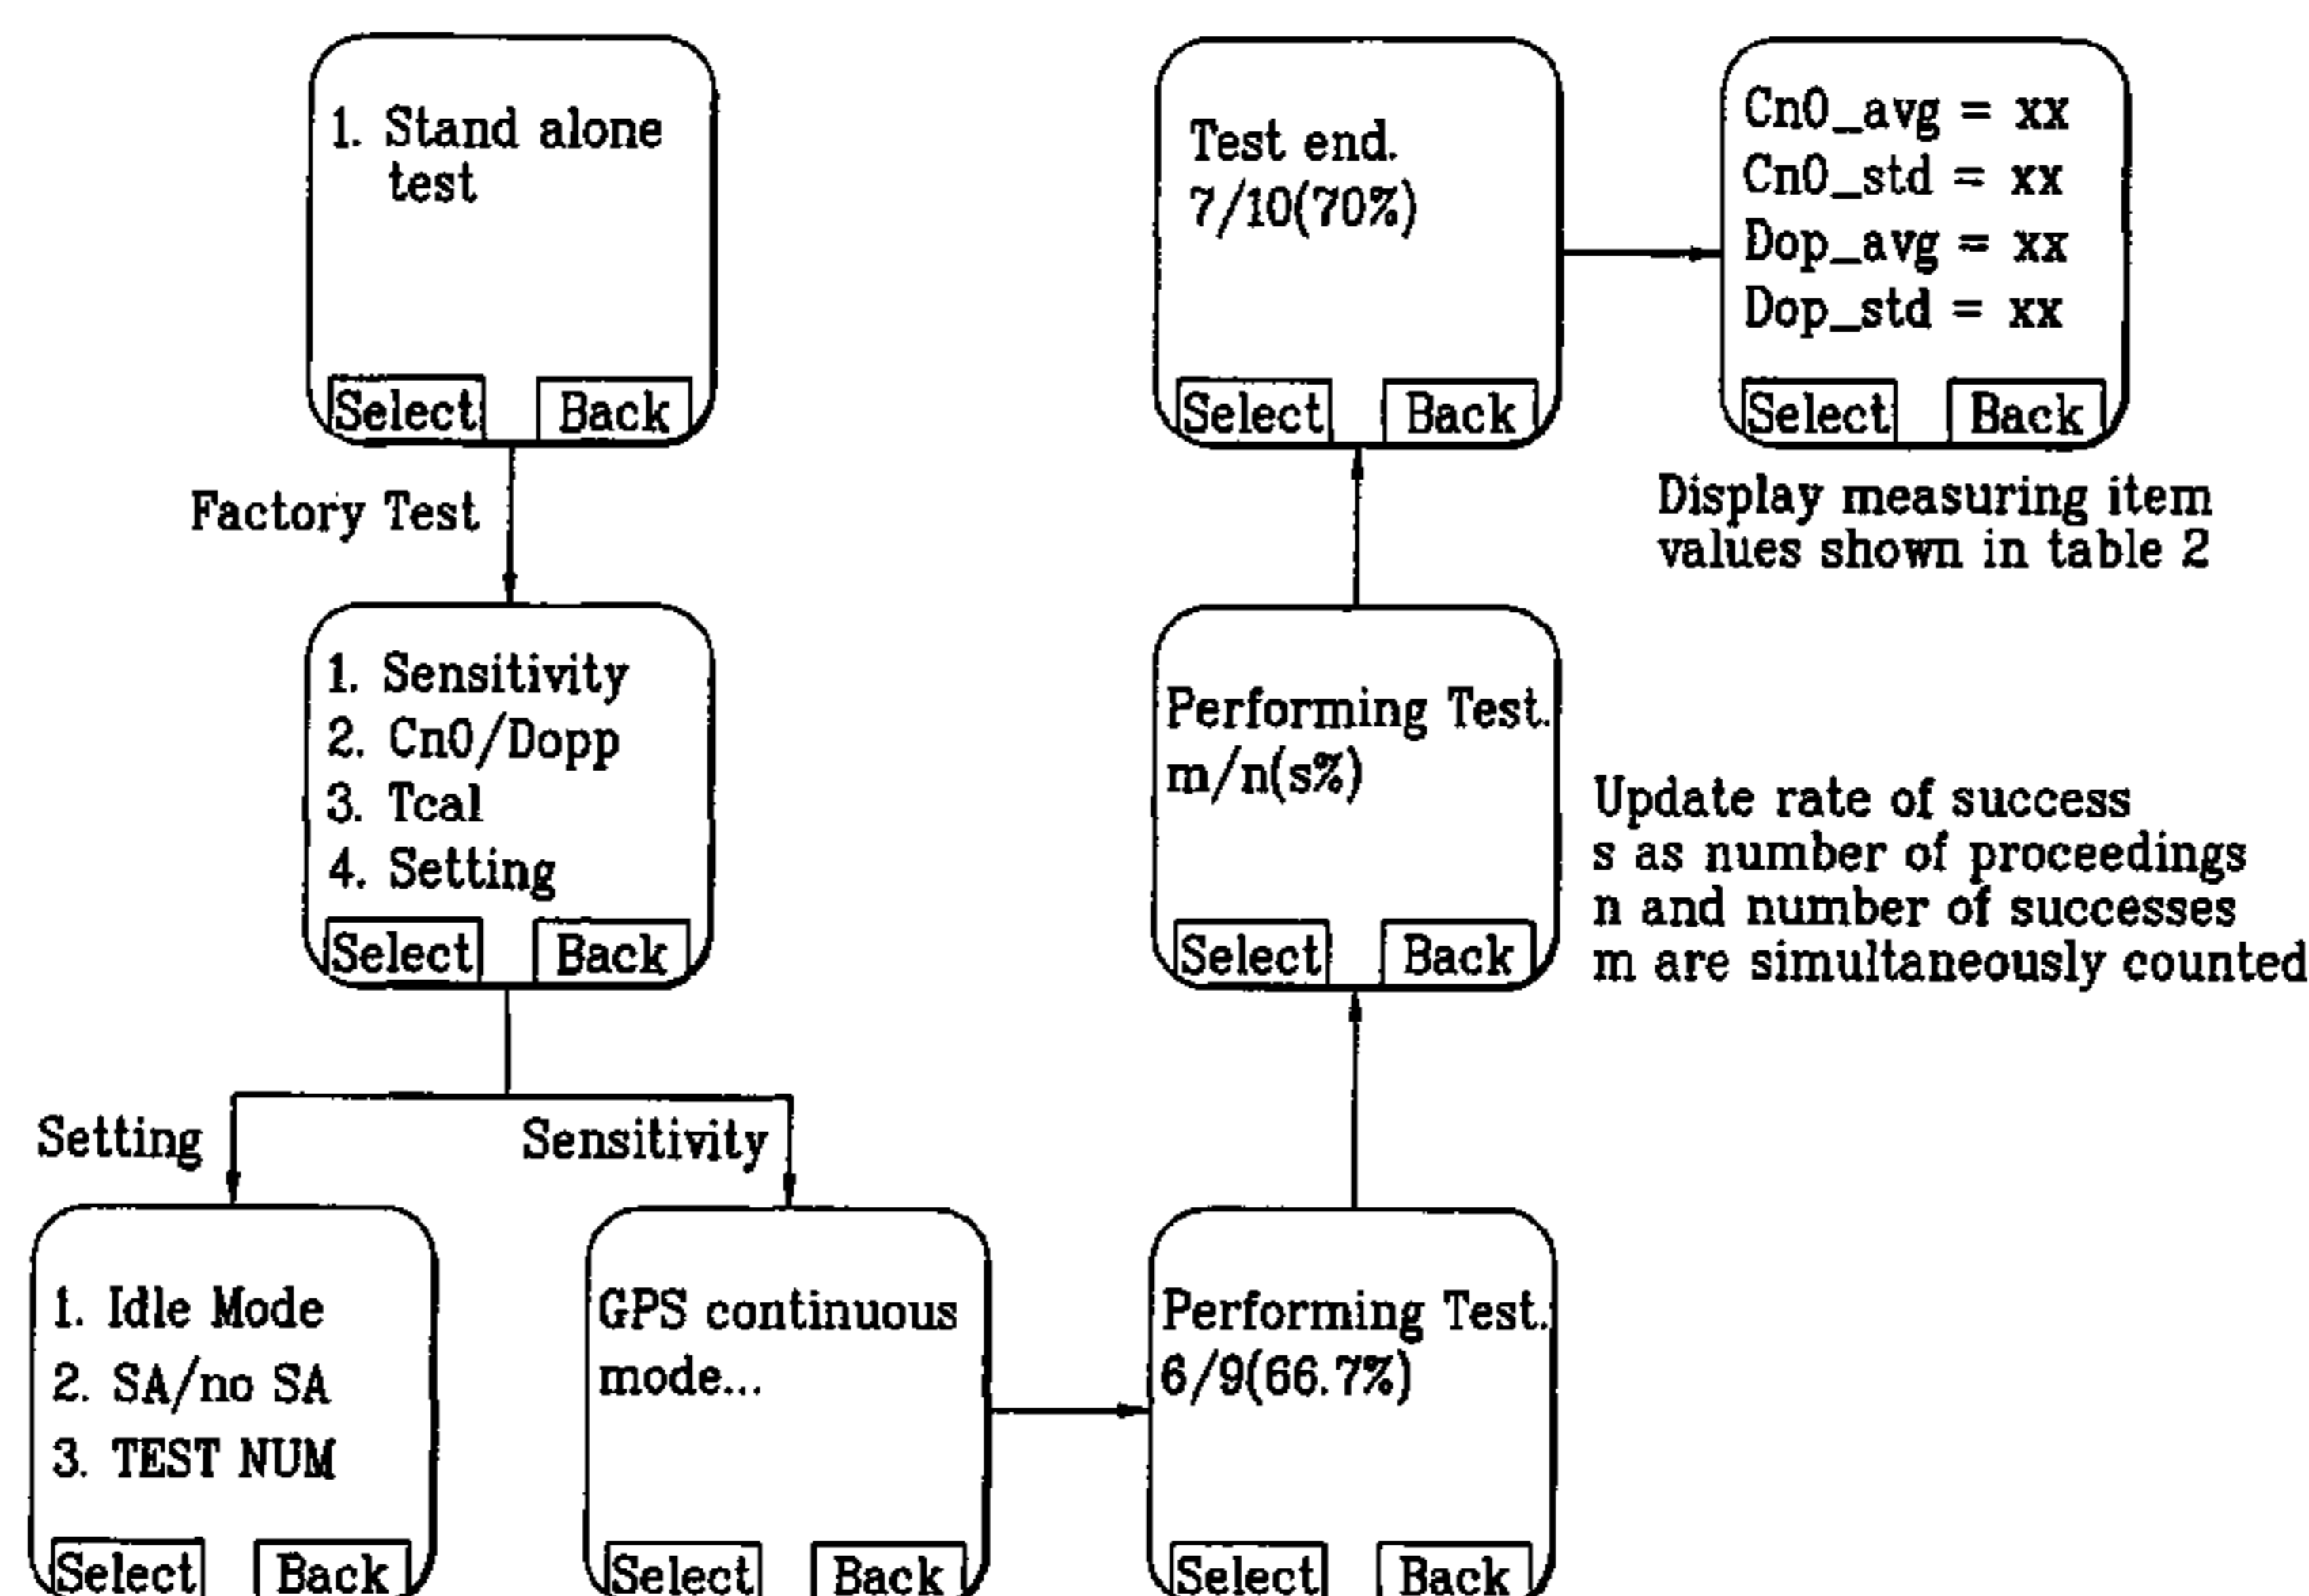 1. Stand alone
test
Select
Back
Factory Test
1. Sensitivity
2. Cn0/Dopp
3. Tcal
4. Setting
Select
Back
Setting
Sensitivity
1. Idle Mode
2. SA/no SA
3. TEST NUM
Select
Back
GPS continuous
mode...
Select
Back
Performing Test.
6/9(66.7%)
Select
Back
Performing Test.
m/n(s%)
Select
Back
Update rate of success
s as number of proceedings
n and number of successes
m are simultaneously counted
Test end.
7/10(70%)
Select
Back
Cn0_avg = xx
Cn0_std = xx
Dop_avg = xx
Dop_std = xx
Select
Back
Display measuring item
values shown in table 2